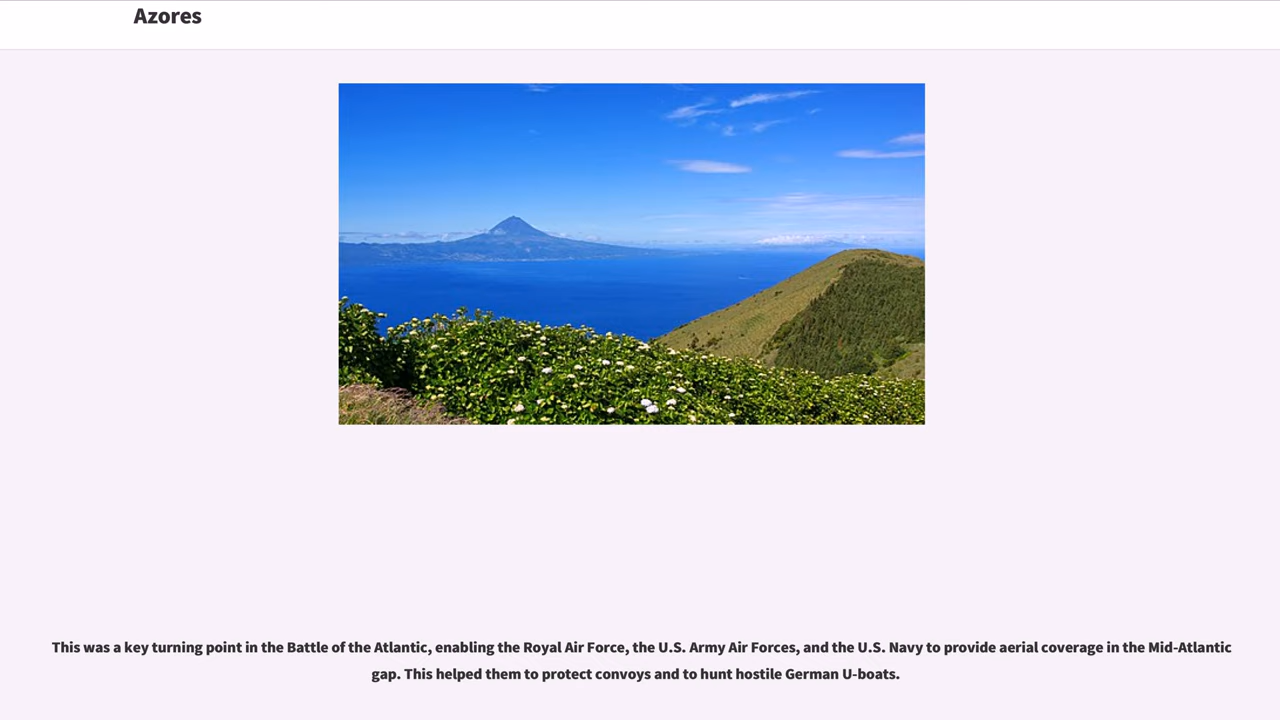 Azores
This was a key turning point in the Battle of the Atlantic, enabling the Royal Air Force, the U.S. Army Air Forces, and the U.S. Navy to provide aerial coverage in the Mid-Atlantic
gap. This helped them to protect convoys and to hunt hostile German U-boats.